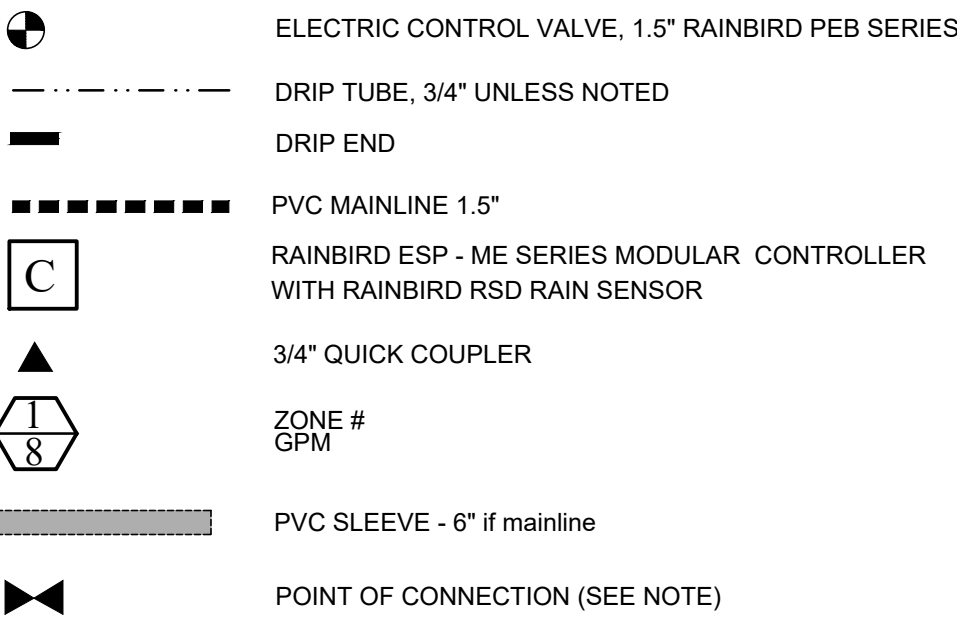 ELECTRIC CONTROL VALVE, 1.5" RAINBIRD PEB SERIES
DRIP TUBE, 3/4" UNLESS NOTED
DRIP END
PVC MAINLINE 1.5"
C
RAINBIRD ESP - ME SERIES MODULAR CONTROLLER
WITH RAINBIRD RSD RAIN SENSOR
3/4" QUICK COUPLER
1
8
ZONE #
GPM
PVC SLEEVE - 6" if mainline
POINT OF CONNECTION (SEE NOTE)